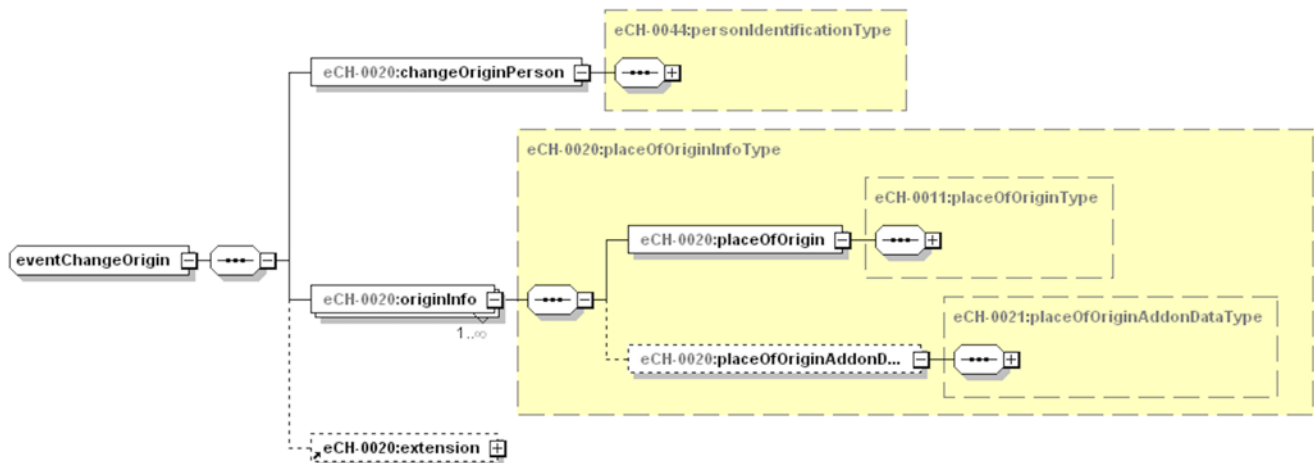 eCH-0044:personIdentificationType
eCH-0020:changeOriginPerson
eCH-0020:placeOfOriginInfoType
eCH-0011:placeOfOriginType
eCH-0020:placeOfOrigin
eventChangeOrigin
eCH-0020:originInfo
1..∞
eCH-0021:placeOfOriginAddonDataType
eCH-0020:placeOfOriginAddonD...
eCH-0020:extension